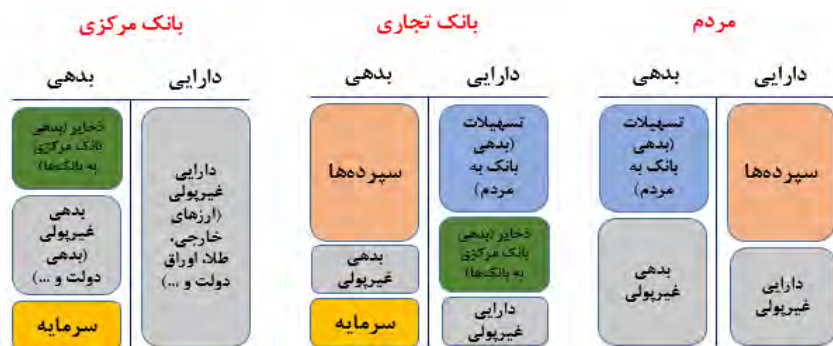 مردم
دارایی
بدهی
سپرده‌ها
دارایی
غیرپولی
تسهیلات
(بدهی
بانک به
مردم)
بدهی
غیرپولی
بانک تجاری
دارایی
بدهی
تسهیلات
(بدهی
بانک به
مردم)
ذخایر (بدهی
بانک مرکزی
به بانک‌ها)
دارایی
غیرپولی
سپرده‌ها
بدهی
غیرپولی
سرمایه
بانک مرکزی
دارایی
بدهی
دارایی
غیرپولی
(ارزهای
خارجی،
طلا، اوراق
دولت و ...)
ذخایر (بدهی
بانک مرکزی
به بانک‌ها)
بدهی
غیرپولی
(بدهی
دولت و ...)
سرمایه